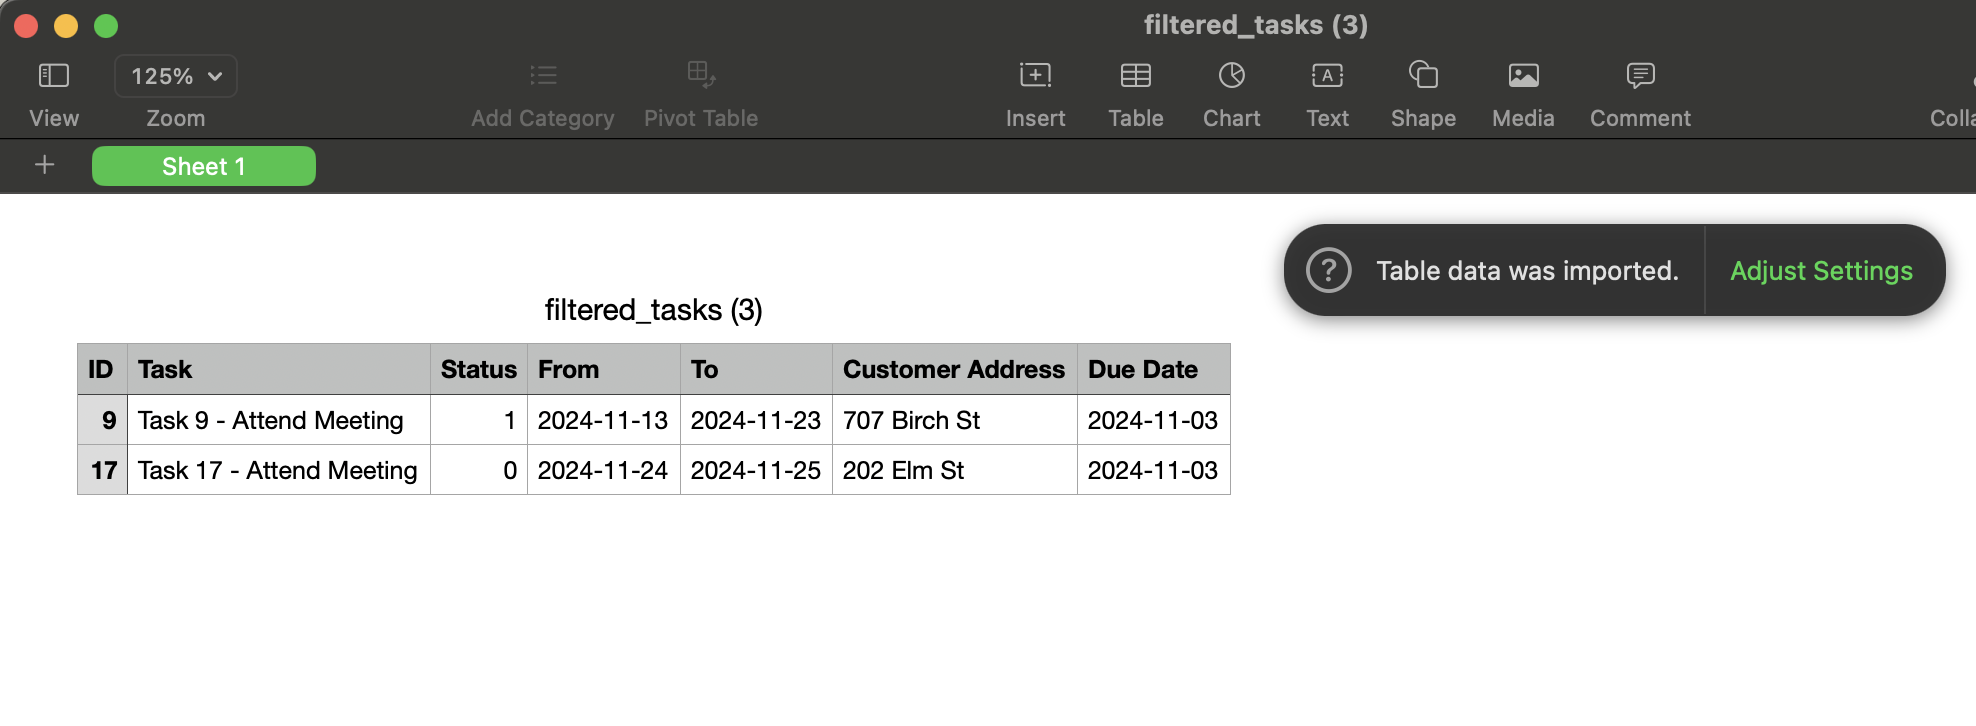 filtered_tasks (3)
125%
View Zoom Add Category Pivot Table Insert Table Chart Text Shape Media Comment
+ Sheet 1
Table data was imported. Adjust Settings
filtered_tasks (3)
ID Task Status From To Customer Address Due Date
9 Task 9 - Attend Meeting 1 2024-11-13 2024-11-23 707 Birch St 2024-11-03
17 Task 17 - Attend Meeting 0 2024-11-24 2024-11-25 202 Elm St 2024-11-03